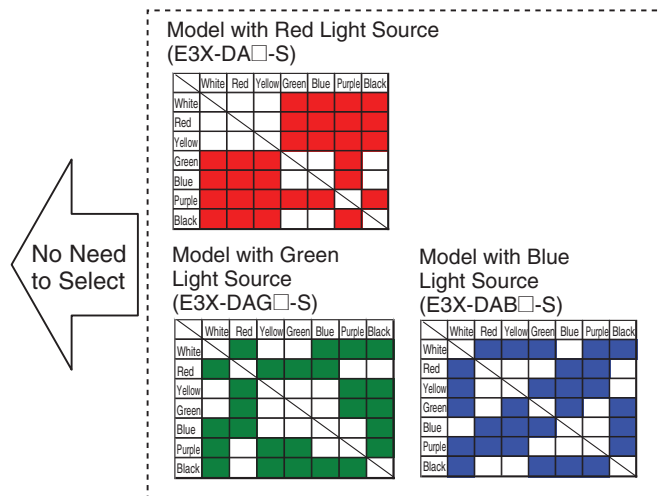 Model with Red Light Source
(E3X-DA□-S)
White Red Yellow Green Blue Purple Black
White
Red
Yellow
Green
Blue
Purple
Black
No Need
to Select
Model with Green
Light Source
(E3X-DAG□-S)
White Red Yellow Green Blue Purple Black
White
Red
Yellow
Green
Blue
Purple
Black
Model with Blue
Light Source
(E3X-DAB□-S)
White Red Yellow Green Blue Purple Black
White
Red
Yellow
Green
Blue
Purple
Black